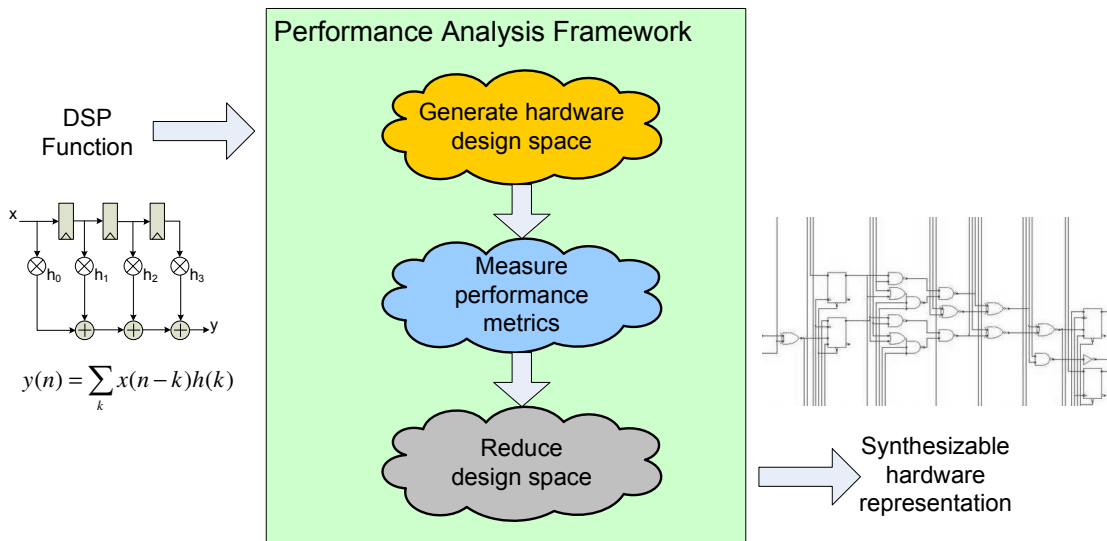 Performance Analysis Framework
DSP
Function
x
h0
h1
h2
h3
y
y(n) = ∑ x(n−k)h(k)
k
Generate hardware
design space
Measure
performance
metrics
Reduce
design space
Synthesizable
hardware
representation